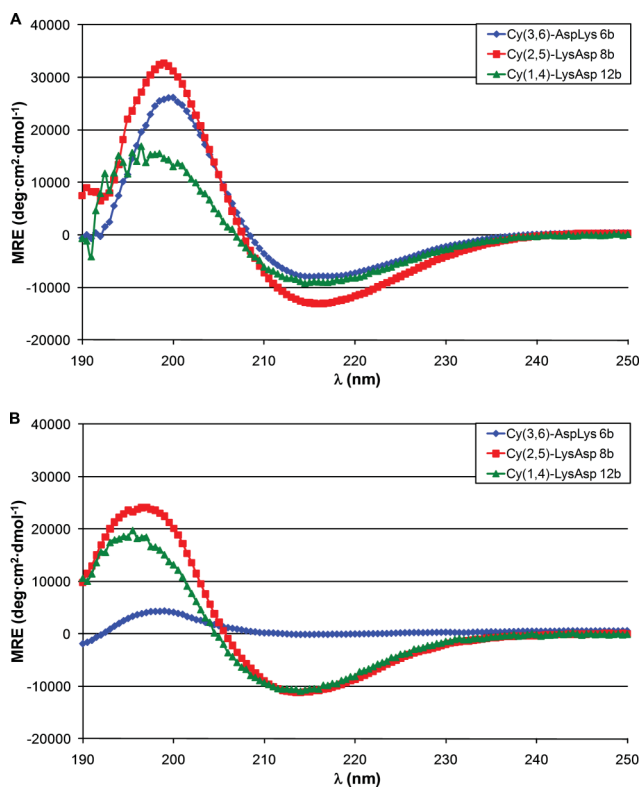 A
Cy(3,6)-AspLys 6b
Cy(2,5)-LysAsp 8b
Cy(1,4)-LysAsp 12b
40000
30000
20000
10000
0
-10000
-20000
MRE (deg·cm²·dmol⁻¹)
190 200 210 220 230 240 250
λ (nm)
B
Cy(3,6)-AspLys 6b
Cy(2,5)-LysAsp 8b
Cy(1,4)-LysAsp 12b
40000
30000
20000
10000
0
-10000
-20000
MRE (deg·cm²·dmol⁻¹)
190 200 210 220 230 240 250
λ (nm)